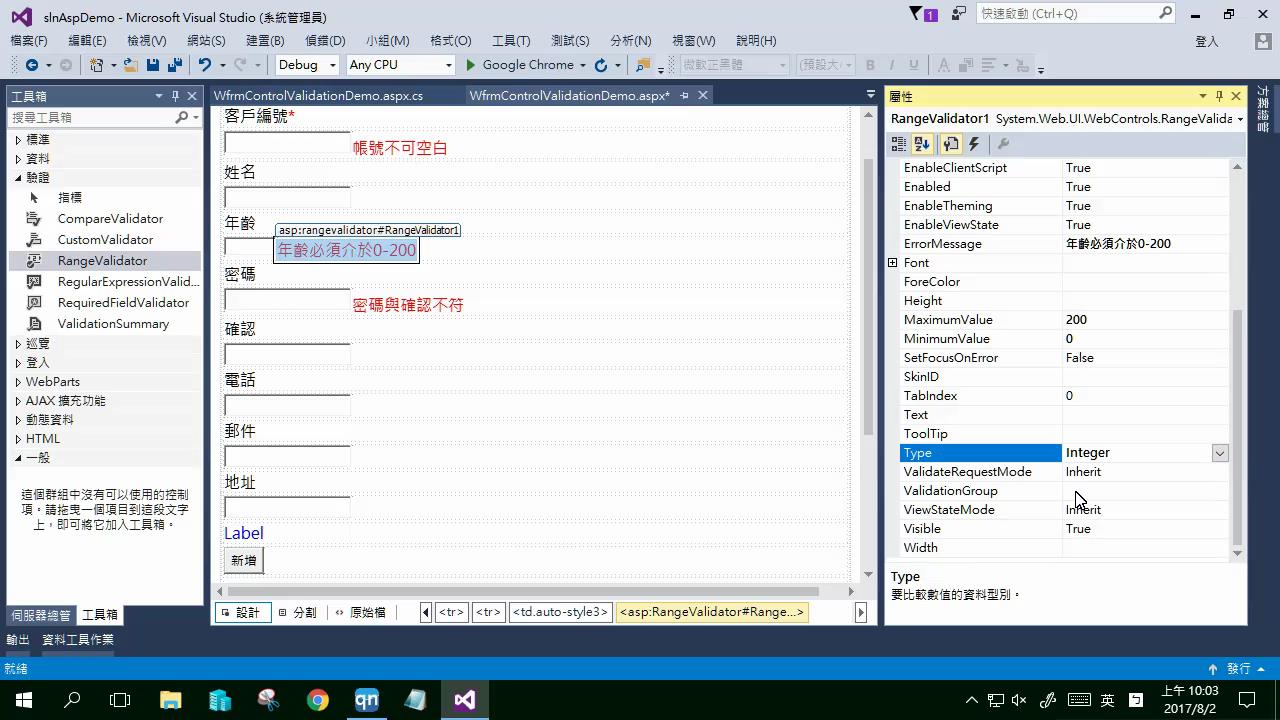 slnAspDemo - Microsoft Visual Studio (系統管理員)
1
快速啟動 (Ctrl+Q)
檔案(F) 編輯(E) 檢視(V) 網站(S) 建置(B) 偵錯(D) 小組(M) 格式(O) 工具(T) 測試(S) 分析(N) 視窗(W) 說明(H)
登入
Debug Any CPU Google Chrome 微軟正黑體 (預設大 B I U A
工具箱
搜尋工具箱
標準
資料
驗證
指標
CompareValidator
CustomValidator
RangeValidator
RegularExpressionValid...
RequiredFieldValidator
ValidationSummary
巡覽
登入
WebParts
AJAX 擴充功能
動態資料
HTML
一般
這個群組中沒有可以使用的控制
項。請拖曳一個項目到這段文字
上，即可將它加入工具箱。
伺服器總管 工具箱
輸出 資料工具作業
WfrmControlValidationDemo.aspx.cs WfrmControlValidationDemo.aspx*
客戶編號*
帳號不可空白
姓名
年齡
asp:rangevalidator#RangeValidator1
年齡必須介於0-200
密碼
密碼與確認不符
確認
電話
郵件
地址
Label
新增
設計 分割 原始檔 <tr> <tr> <td.auto-style3> <asp:RangeValidator#Range...>
屬性
RangeValidator1 System.Web.UI.WebControls.RangeValida
EnableClientScript True
Enabled True
EnableTheming True
EnableViewState True
ErrorMessage 年齡必須介於0-200
Font
ForeColor
Height
MaximumValue 200
MinimumValue 0
SetFocusOnError False
SkinID
TabIndex 0
Text
ToolTip
Type Integer
ValidateRequestMode Inherit
ValidationGroup
ViewStateMode Inherit
Visible True
Width
Type
要比較數值的資料型別。
方案總管
就緒
發行
qn
英
上午 10:03
2017/8/2